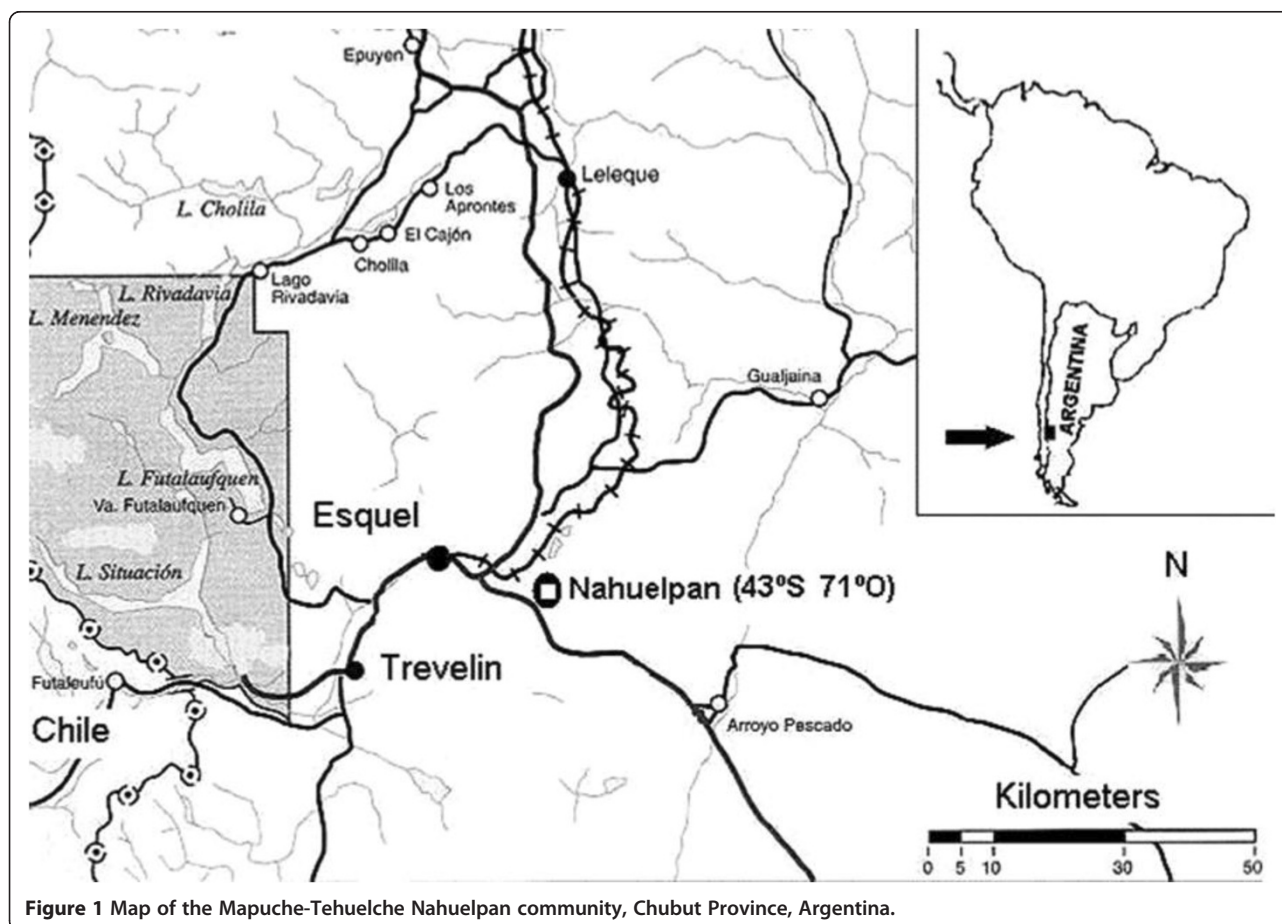 Epuyen
Leleque
Los
Aprontes
L. Cholila
El Cajón
Cholila
Lago
Rivadavia
L. Rivadavia
L. Menendez
Gualjaina
ARGENTINA
L. Futalaufquen
Va. Futalaufquen
Esquel
L. Situación
Nahuelpan (43ºS 71ºO)
N
Trevelin
Futaleufú
Chile
Arroyo Pescado
Kilometers
0 5 10 30 50
Figure 1 Map of the Mapuche-Tehuelche Nahuelpan community, Chubut Province, Argentina.